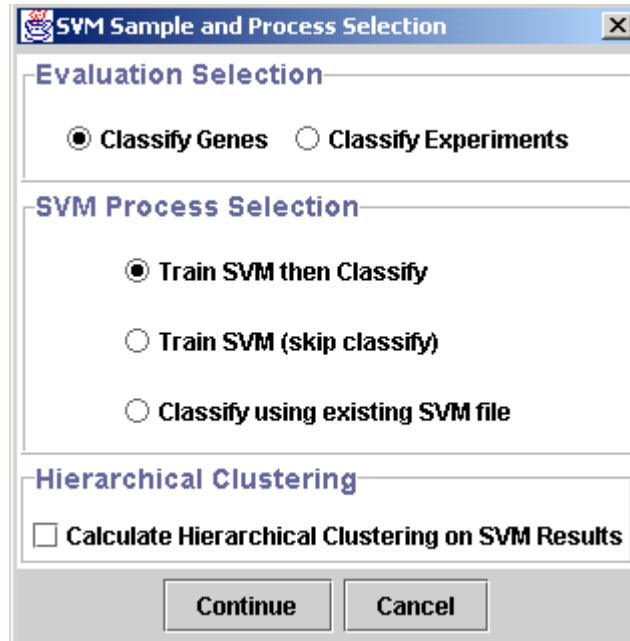 SVM Sample and Process Selection
Evaluation Selection
Classify Genes Classify Experiments
SVM Process Selection
Train SVM then Classify
Train SVM (skip classify)
Classify using existing SVM file
Hierarchical Clustering
Calculate Hierarchical Clustering on SVM Results
Continue Cancel